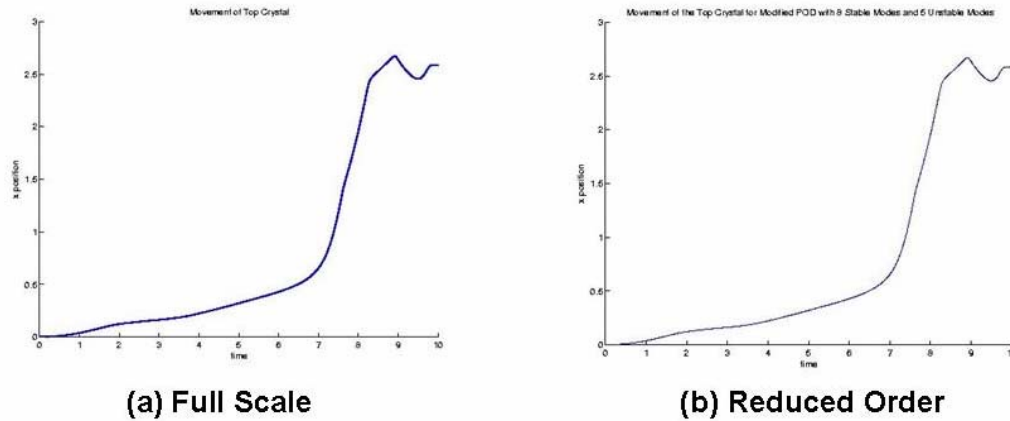 Movement of Top Crystal
3
2.5
2
1.5
1
0.5
0
x position
0 1 2 3 4 5 6 7 8 9 10
time
(a) Full Scale
Movement of the Top Crystal for Modified POD with 8 Stable Modes and 6 Unstable Modes
3
2.5
2
1.5
1
0.5
0
x position
0 1 2 3 4 5 6 7 8 9
time
(b) Reduced Order